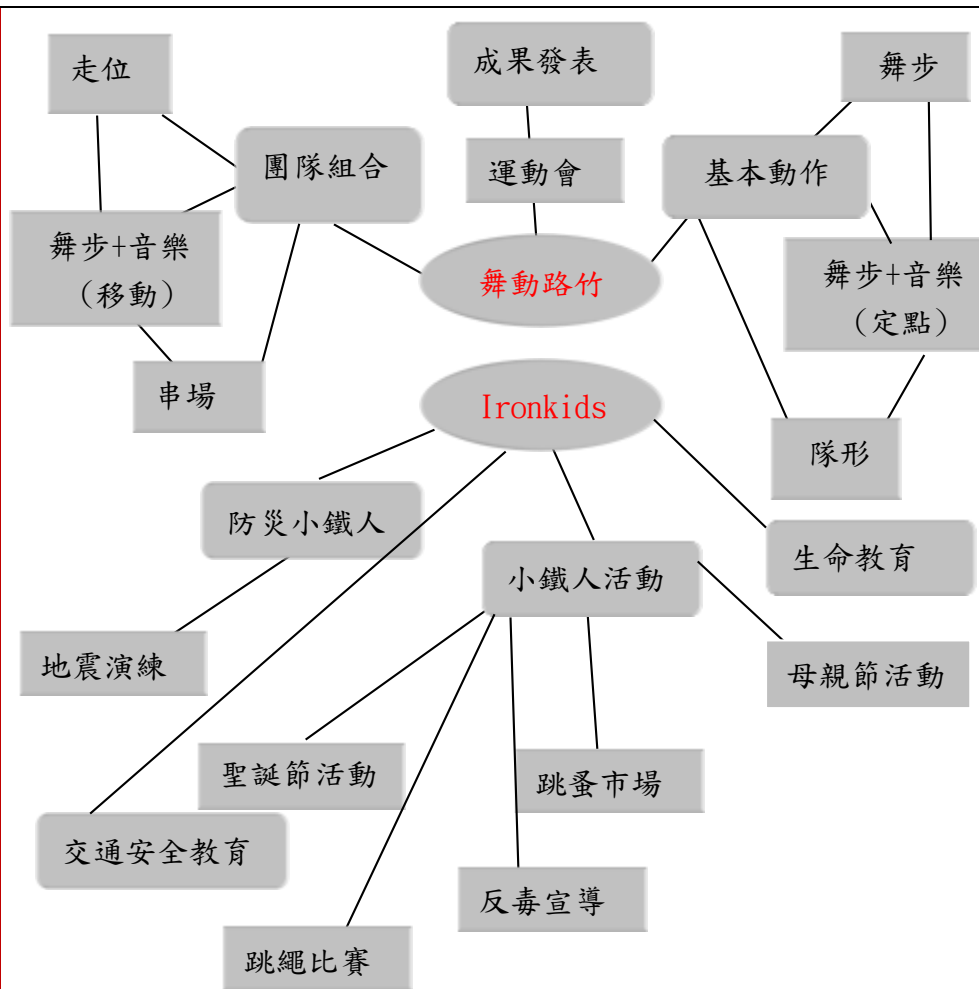 走位
成果發表
舞步
團隊組合
運動會
基本動作
舞步+音樂
（移動）
舞動路竹
舞步+音樂
（定點）
串場
Ironkids
隊形
防災小鐵人
小鐵人活動
生命教育
地震演練
母親節活動
聖誕節活動
跳蚤市場
交通安全教育
反毒宣導
跳繩比賽